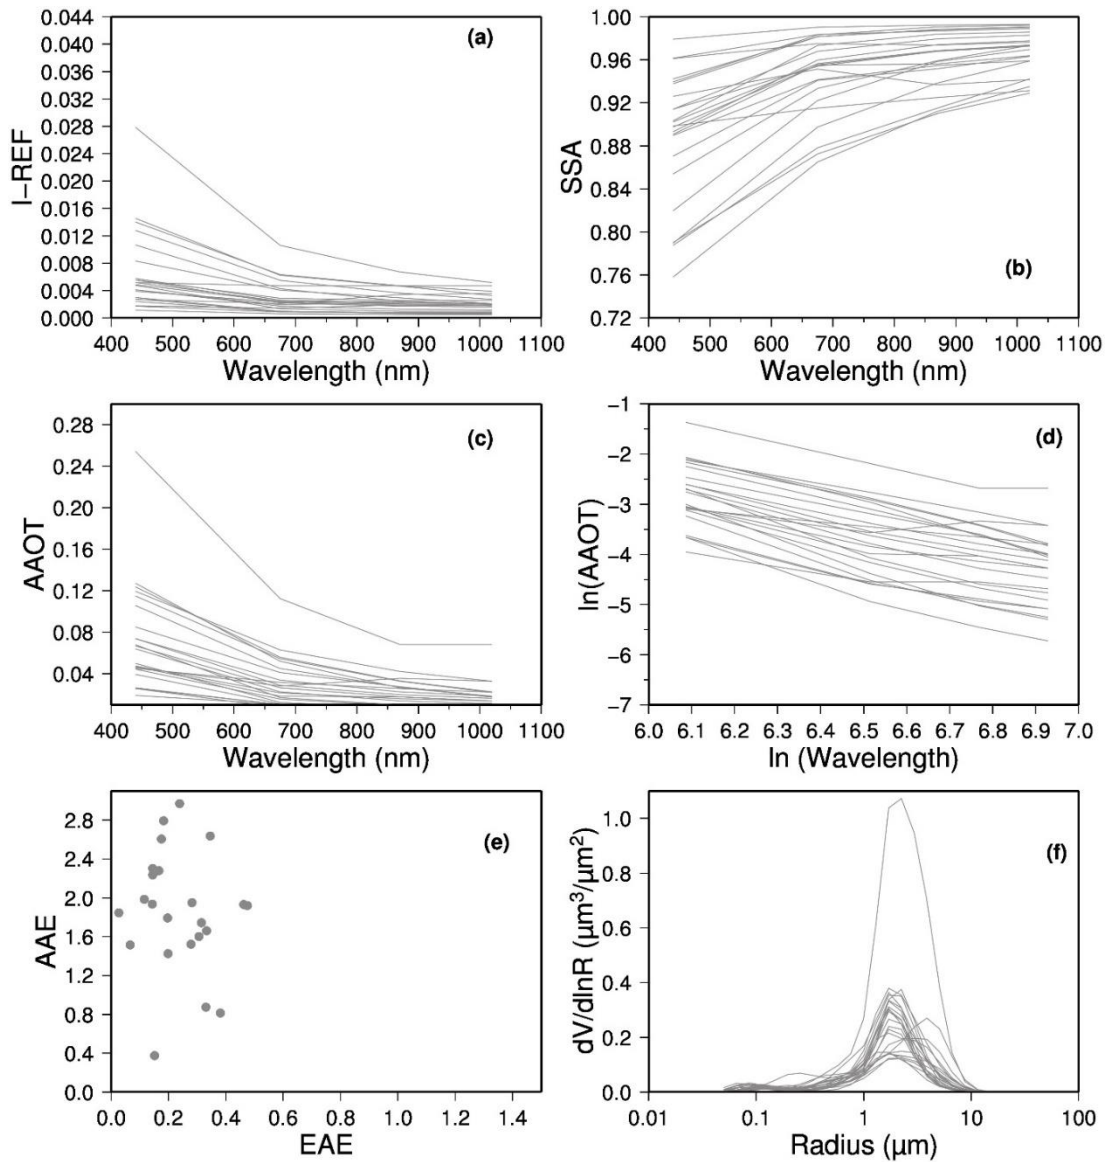 0.044
0.040
0.036
0.032
0.028
0.024
0.020
0.016
0.012
0.008
0.004
0.000
I−REF
(a)
400 500 600 700 800 900 1000 1100
Wavelength (nm)
1.00
0.96
0.92
0.88
0.84
0.80
0.76
0.72
SSA
(b)
400 500 600 700 800 900 1000 1100
Wavelength (nm)
0.28
0.24
0.20
0.16
0.12
0.08
0.04
AAOT
(c)
400 500 600 700 800 900 1000 1100
Wavelength (nm)
−1
−2
−3
−4
−5
−6
−7
ln(AAOT)
(d)
6.0 6.1 6.2 6.3 6.4 6.5 6.6 6.7 6.8 6.9 7.0
ln (Wavelength)
2.8
2.4
2.0
1.6
1.2
0.8
0.4
0.0
AAE
(e)
0.0 0.2 0.4 0.6 0.8 1.0 1.2 1.4
EAE
1.0
0.8
0.6
0.4
0.2
0.0
dV/dlnR (µm³/µm²)
(f)
0.01 0.1 1 10 100
Radius (µm)